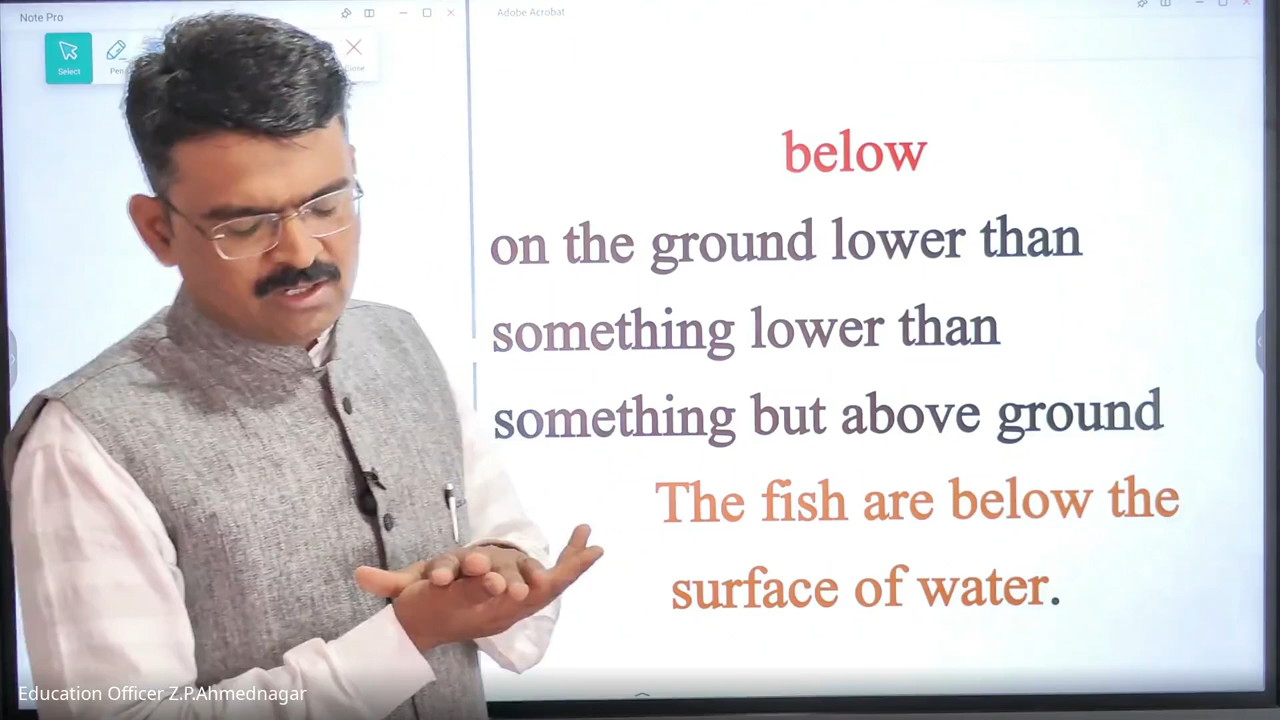 Note Pro
Adobe Acrobat
Select
Pen
below
on the ground lower than
something lower than
something but above ground
The fish are below the
surface of water.
Education Officer Z.P.Ahmednagar